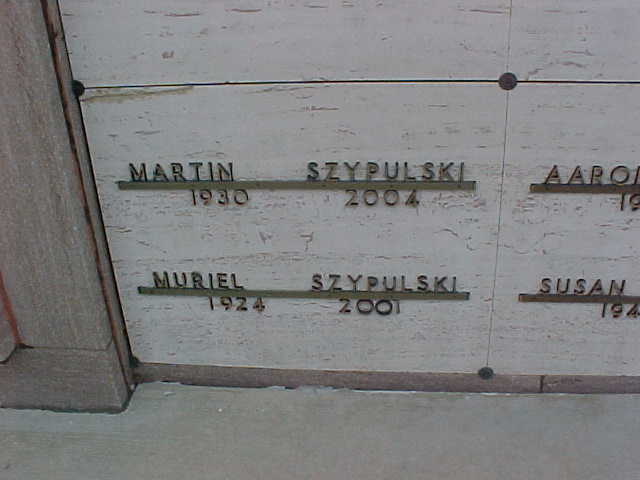 MARTIN SZYPULSKI
1930 2004
MURIEL SZYPULSKI
1924 2001
SUSAN